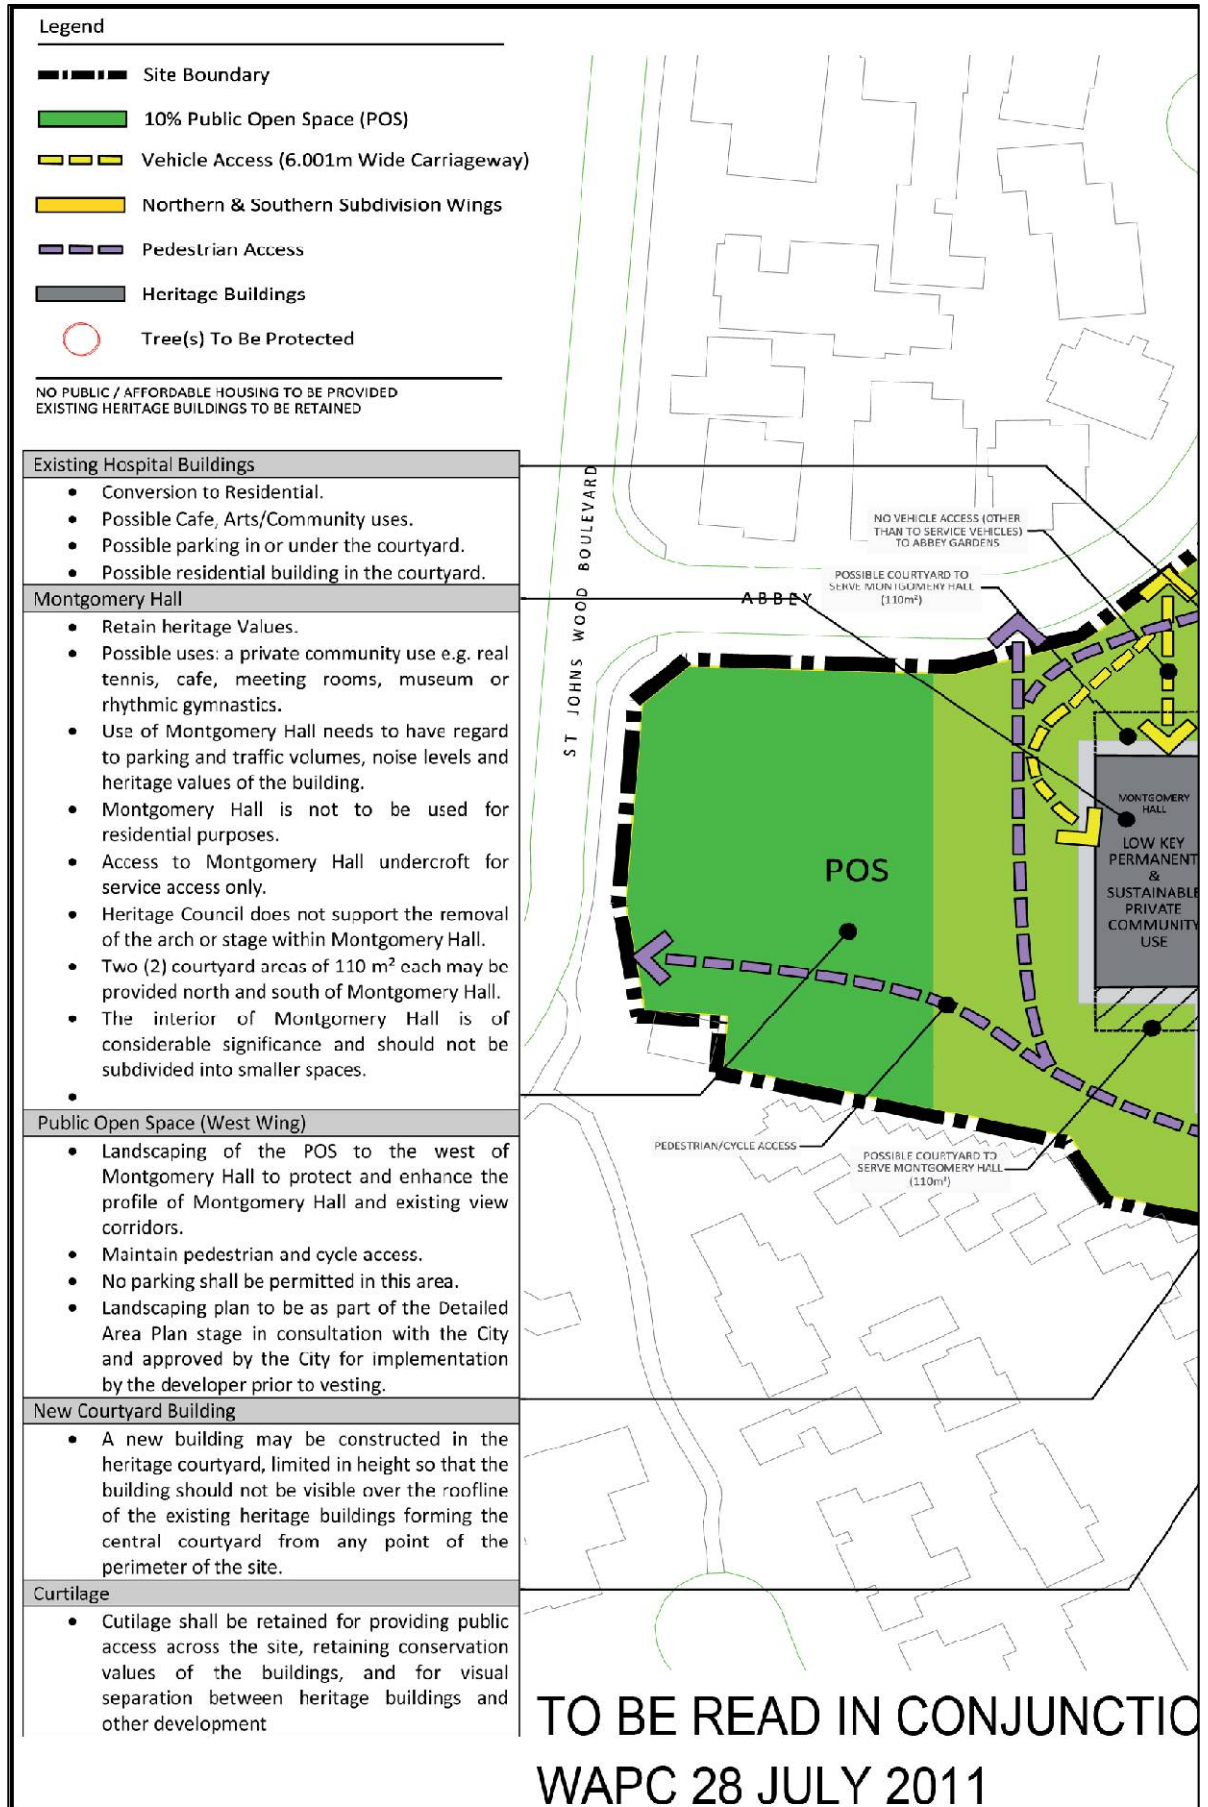 Legend
Site Boundary
10% Public Open Space (POS)
Vehicle Access (6.001m Wide Carriageway)
Northern & Southern Subdivision Wings
Pedestrian Access
Heritage Buildings
Tree(s) To Be Protected
NO PUBLIC / AFFORDABLE HOUSING TO BE PROVIDED
EXISTING HERITAGE BUILDINGS TO BE RETAINED
Existing Hospital Buildings
• Conversion to Residential.
• Possible Cafe, Arts/Community uses.
• Possible parking in or under the courtyard.
• Possible residential building in the courtyard.
Montgomery Hall
• Retain heritage Values.
• Possible uses: a private community use e.g. real
tennis, cafe, meeting rooms, museum or
rhythmic gymnastics.
• Use of Montgomery Hall needs to have regard
to parking and traffic volumes, noise levels and
heritage values of the building.
• Montgomery Hall is not to be used for
residential purposes.
• Access to Montgomery Hall undercroft for
service access only.
• Heritage Council does not support the removal
of the arch or stage within Montgomery Hall.
• Two (2) courtyard areas of 110 m² each may be
provided north and south of Montgomery Hall.
• The interior of Montgomery Hall is of
considerable significance and should not be
subdivided into smaller spaces.
•
Public Open Space (West Wing)
• Landscaping of the POS to the west of
Montgomery Hall to protect and enhance the
profile of Montgomery Hall and existing view
corridors.
• Maintain pedestrian and cycle access.
• No parking shall be permitted in this area.
• Landscaping plan to be as part of the Detailed
Area Plan stage in consultation with the City
and approved by the City for implementation
by the developer prior to vesting.
New Courtyard Building
• A new building may be constructed in the
heritage courtyard, limited in height so that the
building should not be visible over the roofline
of the existing heritage buildings forming the
central courtyard from any point of the
perimeter of the site.
Curtilage
• Cutilage shall be retained for providing public
access across the site, retaining conservation
values of the buildings, and for visual
separation between heritage buildings and
other development
ST JOHNS WOOD BOULEVARD
ABBEY
NO VEHICLE ACCESS (OTHER
THAN TO SERVICE VEHICLES)
TO ABBEY GARDENS
POSSIBLE COURTYARD TO
SERVE MONTGOMERY HALL
(110m²)
MONTGOMERY
HALL
LOW KEY
PERMANENT
&
SUSTAINABLE
PRIVATE
COMMUNITY
USE
POS
PEDESTRIAN/CYCLE ACCESS
POSSIBLE COURTYARD TO
SERVE MONTGOMERY HALL
(110m²)
TO BE READ IN CONJUNCTIO
WAPC 28 JULY 2011